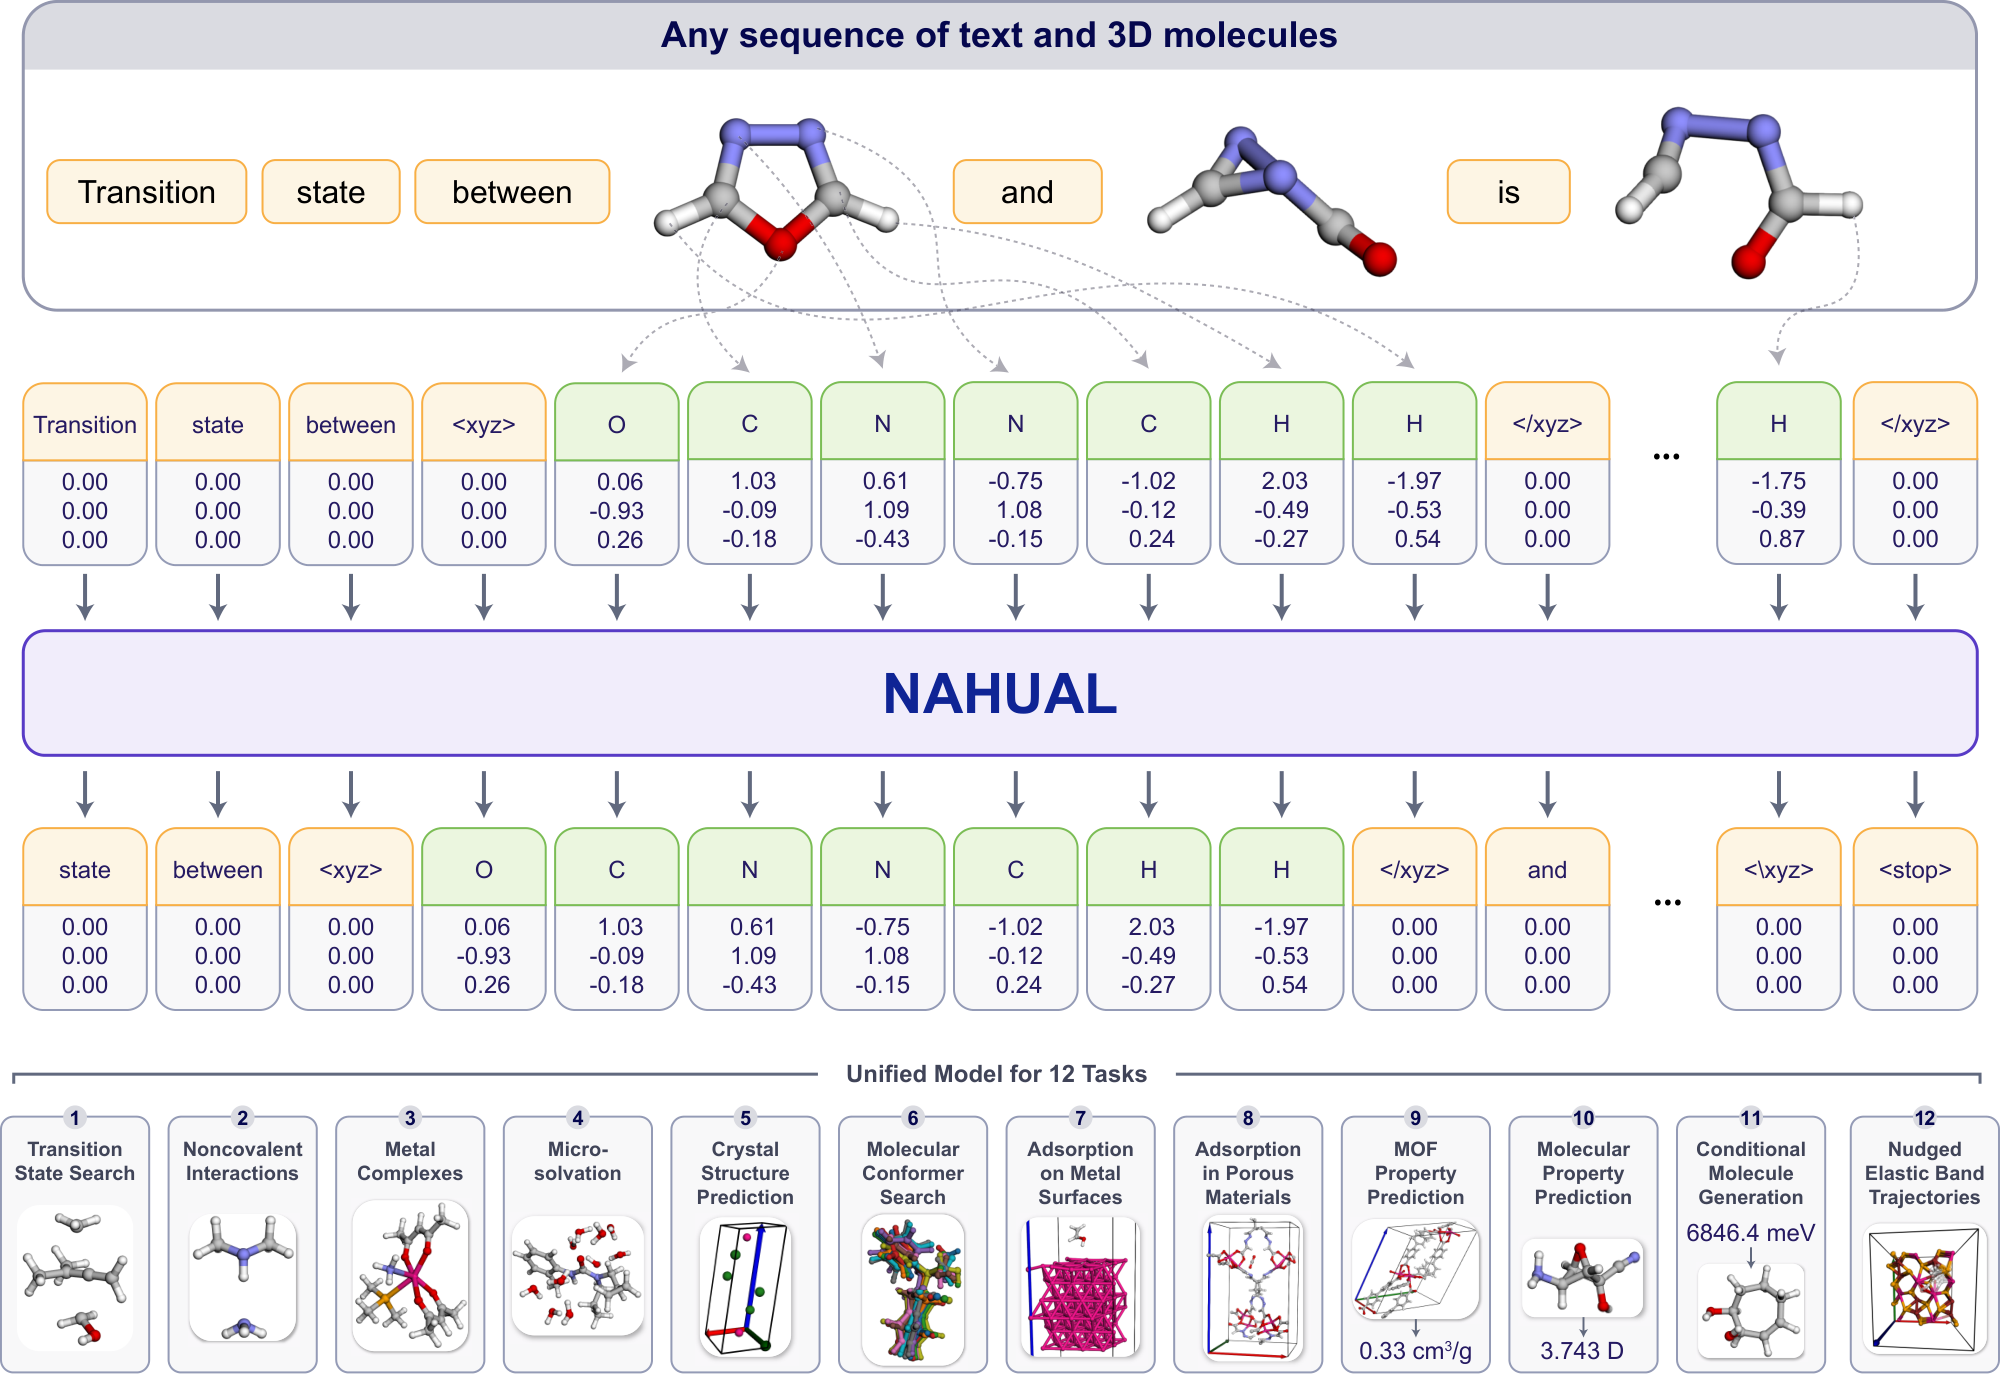 Any sequence of text and 3D molecules
Transition state between and is
Transition state between <xyz> O C N N C H H </xyz> ... H </xyz>
0.00 0.00 0.00 0.00 0.06 1.03 0.61 -0.75 -1.02 2.03 -1.97 0.00 -1.75 0.00
0.00 0.00 0.00 0.00 -0.93 -0.09 1.09 1.08 -0.12 -0.49 -0.53 0.00 -0.39 0.00
0.00 0.00 0.00 0.00 0.26 -0.18 -0.43 -0.15 0.24 -0.27 0.54 0.00 0.87 0.00
NAHUAL
state between <xyz> O C N N C H H </xyz> and ... <\xyz> <stop>
0.00 0.00 0.00 0.06 1.03 0.61 -0.75 -1.02 2.03 -1.97 0.00 0.00 0.00 0.00
0.00 0.00 0.00 -0.93 -0.09 1.09 1.08 -0.12 -0.49 -0.53 0.00 0.00 0.00 0.00
0.00 0.00 0.00 0.26 -0.18 -0.43 -0.15 0.24 -0.27 0.54 0.00 0.00 0.00 0.00
Unified Model for 12 Tasks
1
Transition
State Search
2
Noncovalent
Interactions
3
Metal
Complexes
4
Micro-
solvation
5
Crystal
Structure
Prediction
6
Molecular
Conformer
Search
7
Adsorption
on Metal
Surfaces
8
Adsorption
in Porous
Materials
9
MOF
Property
Prediction
0.33 cm³/g
10
Molecular
Property
Prediction
3.743 D
11
Conditional
Molecule
Generation
6846.4 meV
12
Nudged
Elastic Band
Trajectories